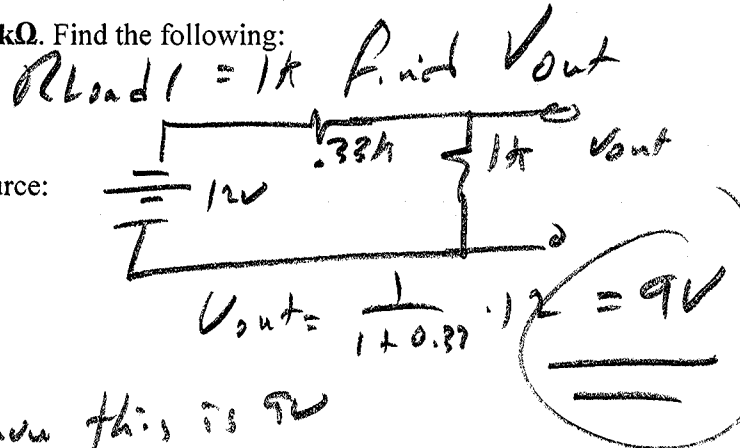 kΩ. Find the following:
RLoad1 = 1k Find Vout
.33k 1k Vout
urce:
12V
Vout = 1 / 1 + 0.33 · 12 = 9V
this is 9V